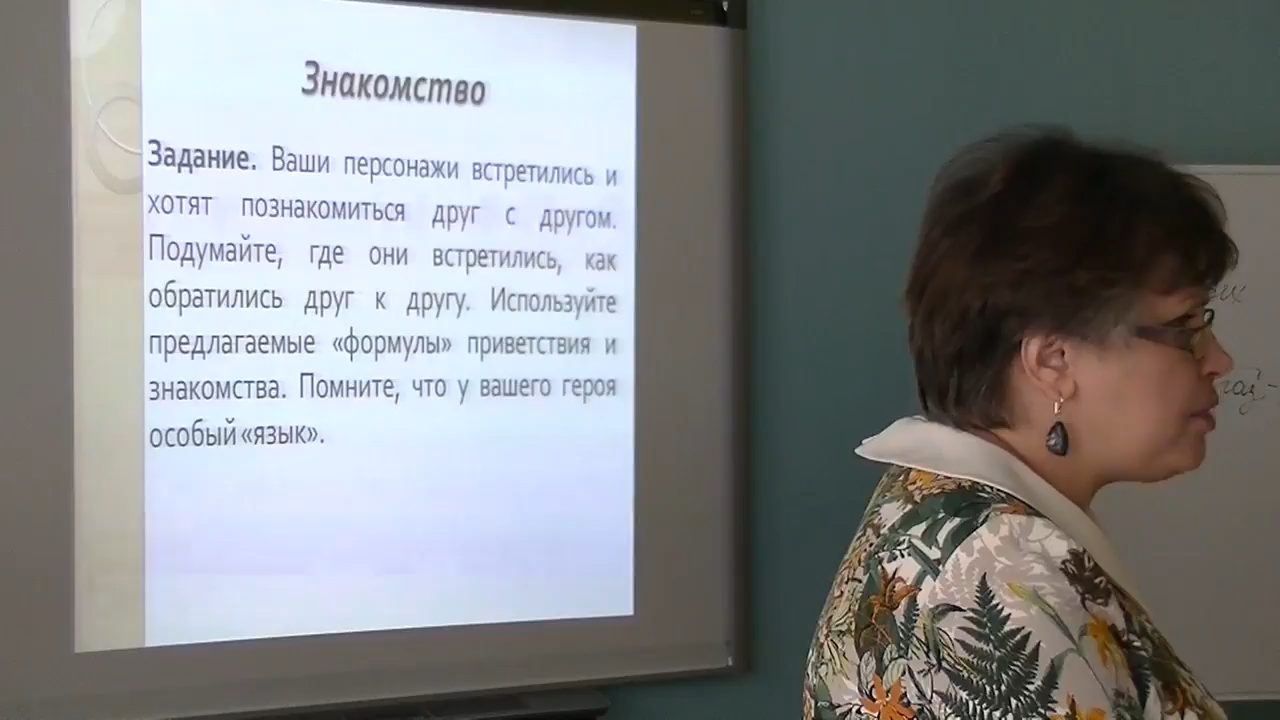 Знакомство
Задание. Ваши персонажи встретились и
хотят познакомиться друг с другом.
Подумайте, где они встретились, как
обратились друг к другу. Используйте
предлагаемые «формулы» приветствия и
знакомства. Помните, что у вашего героя
особый «язык».